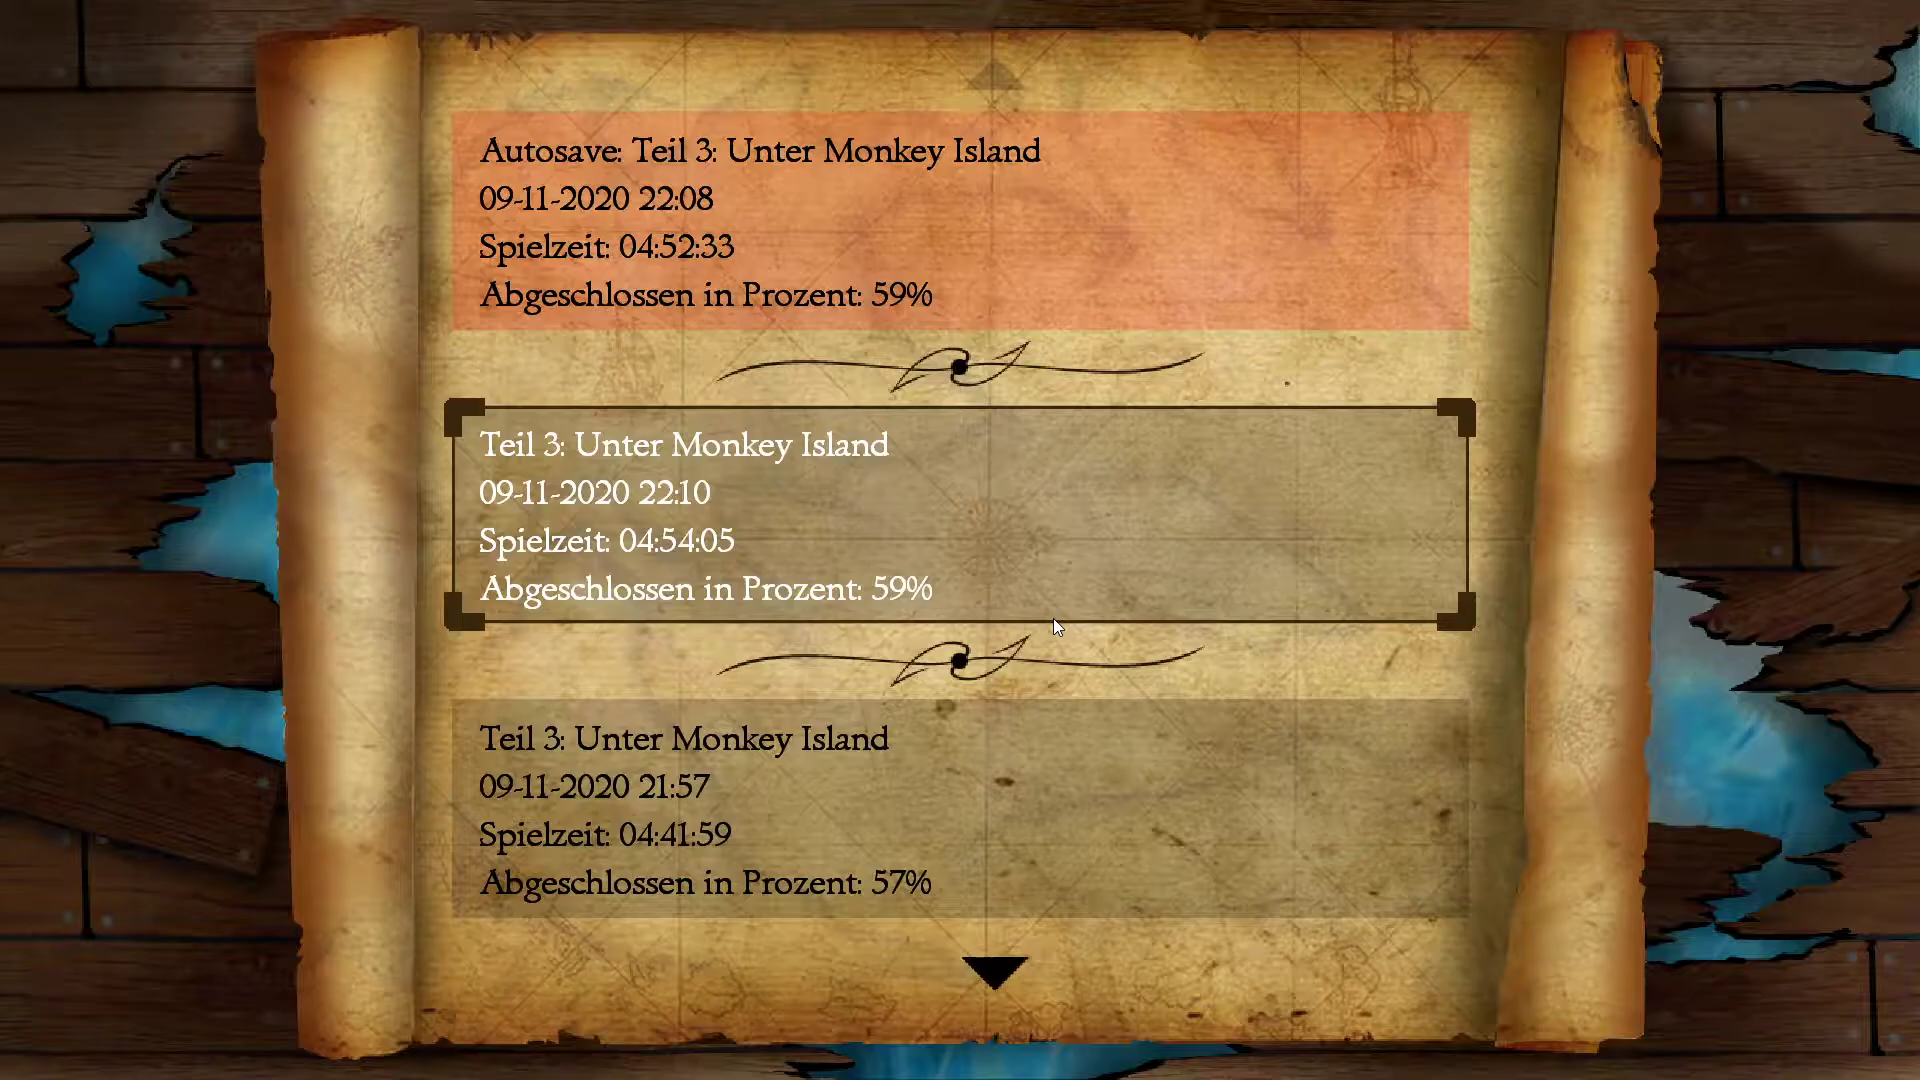 Autosave: Teil 3: Unter Monkey Island
09-11-2020 22:08
Spielzeit: 04:52:33
Abgeschlossen in Prozent: 59%
Teil 3: Unter Monkey Island
09-11-2020 22:10
Spielzeit: 04:54:05
Abgeschlossen in Prozent: 59%
Teil 3: Unter Monkey Island
09-11-2020 21:57
Spielzeit: 04:41:59
Abgeschlossen in Prozent: 57%